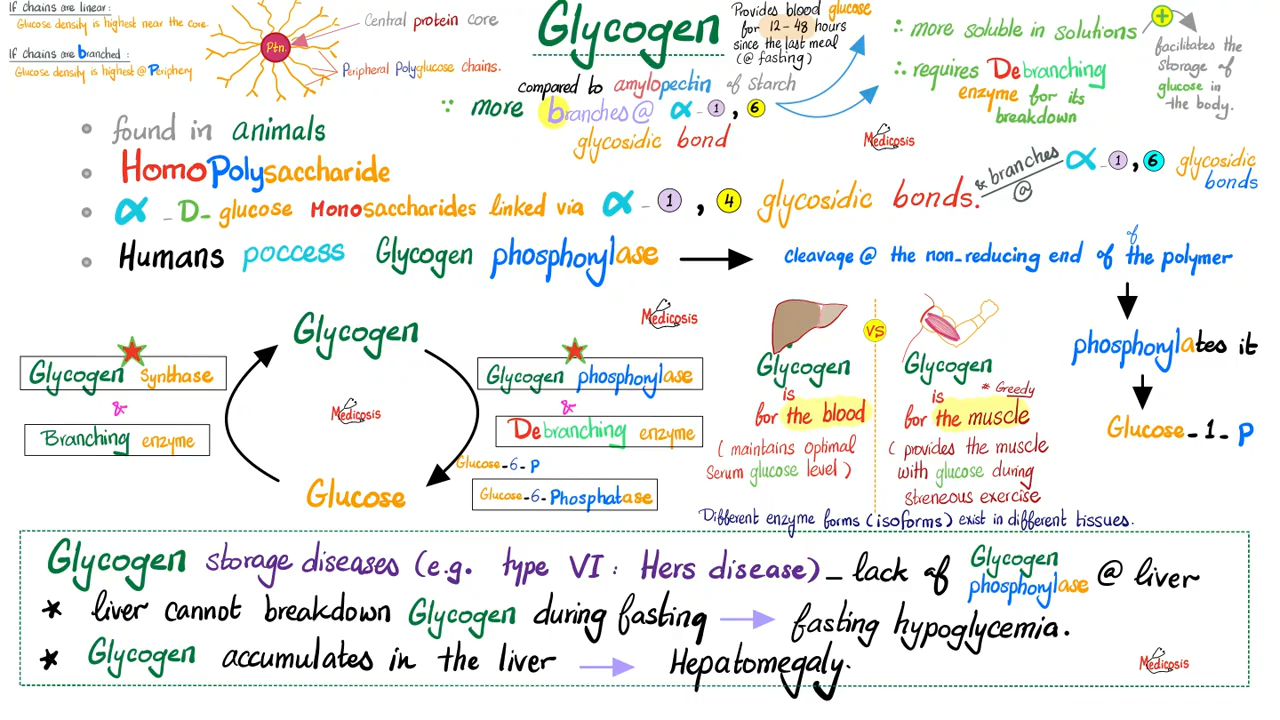 If chains are linear:
Glucose density is highest near the core.
If chains are branched:
Glucose density is highest @ Periphery
Ptn.
Central protein core
Peripheral Polyglucose chains.
Glycogen
Provides blood glucose
for 12-48 hours
since the last meal
(@ fasting)
compared to amylopectin of starch
∵ more branches @ α-1,6
glycosidic bond
∴ more soluble in solutions
+
facilitates the
storage of
glucose in
the body.
∴ requires Debranching
enzyme for its
breakdown
Medicosis
• found in animals
• HomoPolysaccharide
• α-D-glucose Monosaccharides linked via α-1,4 glycosidic bonds.
& branches
@
α-1,6 glycosidic
bonds
• Humans poccess Glycogen phosphorylase → cleavage @ the non-reducing end of the polymer
of
phosphorylates it
Glucose-1-P
Medicosis
Glycogen
Glycogen Synthase
&
Branching enzyme
Medicosis
Glucose
Glycogen phosphorylase
&
Debranching enzyme
Glucose-6-P
Glucose-6-Phosphatase
Glycogen
is
for the blood
(maintains optimal
Serum glucose level)
VS
Glycogen
is
* Greedy
for the muscle
(provides the muscle
with glucose during
streneous exercise
Different enzyme forms (isoforms) exist in different tissues.
Glycogen storage diseases (e.g. type VI: Hers disease)_lack of Glycogen phosphorylase @ liver
* liver cannot breakdown Glycogen during fasting → fasting hypoglycemia.
* Glycogen accumulates in the liver → Hepatomegaly.
Medicosis